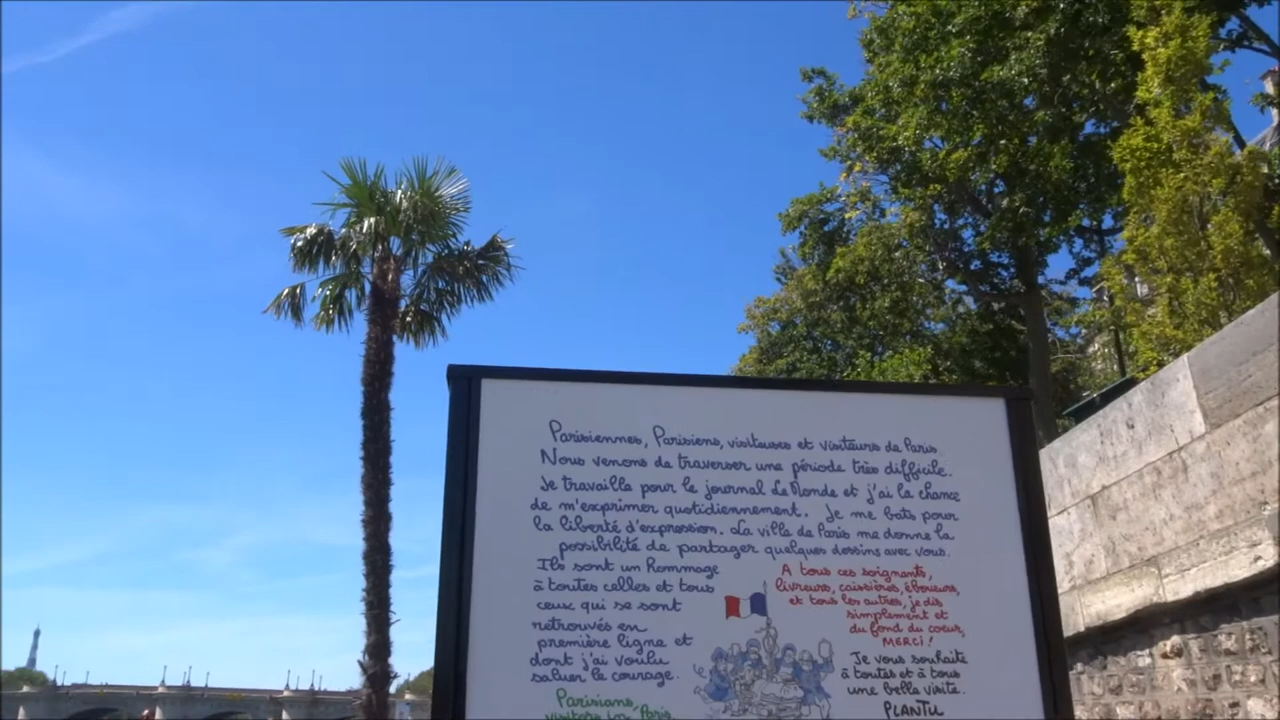 Parisiennes, Parisiens, visiteuses et visiteurs de Paris
Nous venons de traverser une période très difficile.
Je travaille pour le journal Le Monde et j'ai la chance
de m'exprimer quotidiennement. Je me bats pour
la liberté d'expression. La ville de Paris me donne la
possibilité de partager quelques dessins avec vous.
Ils sont un Hommage
à toutes celles et tous
ceux qui se sont
retrouvés en
première ligne et
dont j'ai voulu
saluer le courage.
A tous ces soignants,
livreurs, caissières, éboueurs,
et tous les autres, je dis
simplement et
du fond du coeur,
MERCI !
Je vous souhaite
à toutes et à tous
une belle visite.
PLANTU
Parisians,
visitors in Paris,